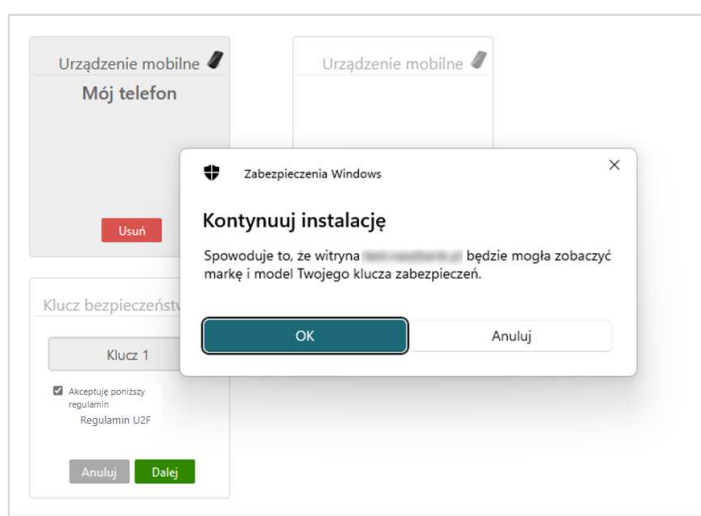 Urządzenie mobilne
Mój telefon
Usuń
Urządzenie mobilne
Zabezpieczenia Windows
Kontynuuj instalację
Spowoduje to, że witryna będzie mogła zobaczyć
markę i model Twojego klucza zabezpieczeń.
OK
Anuluj
Klucz
Klucz 1
Akceptuję poniższy
regulamin
Regulamin U2F
Anuluj
Dalej